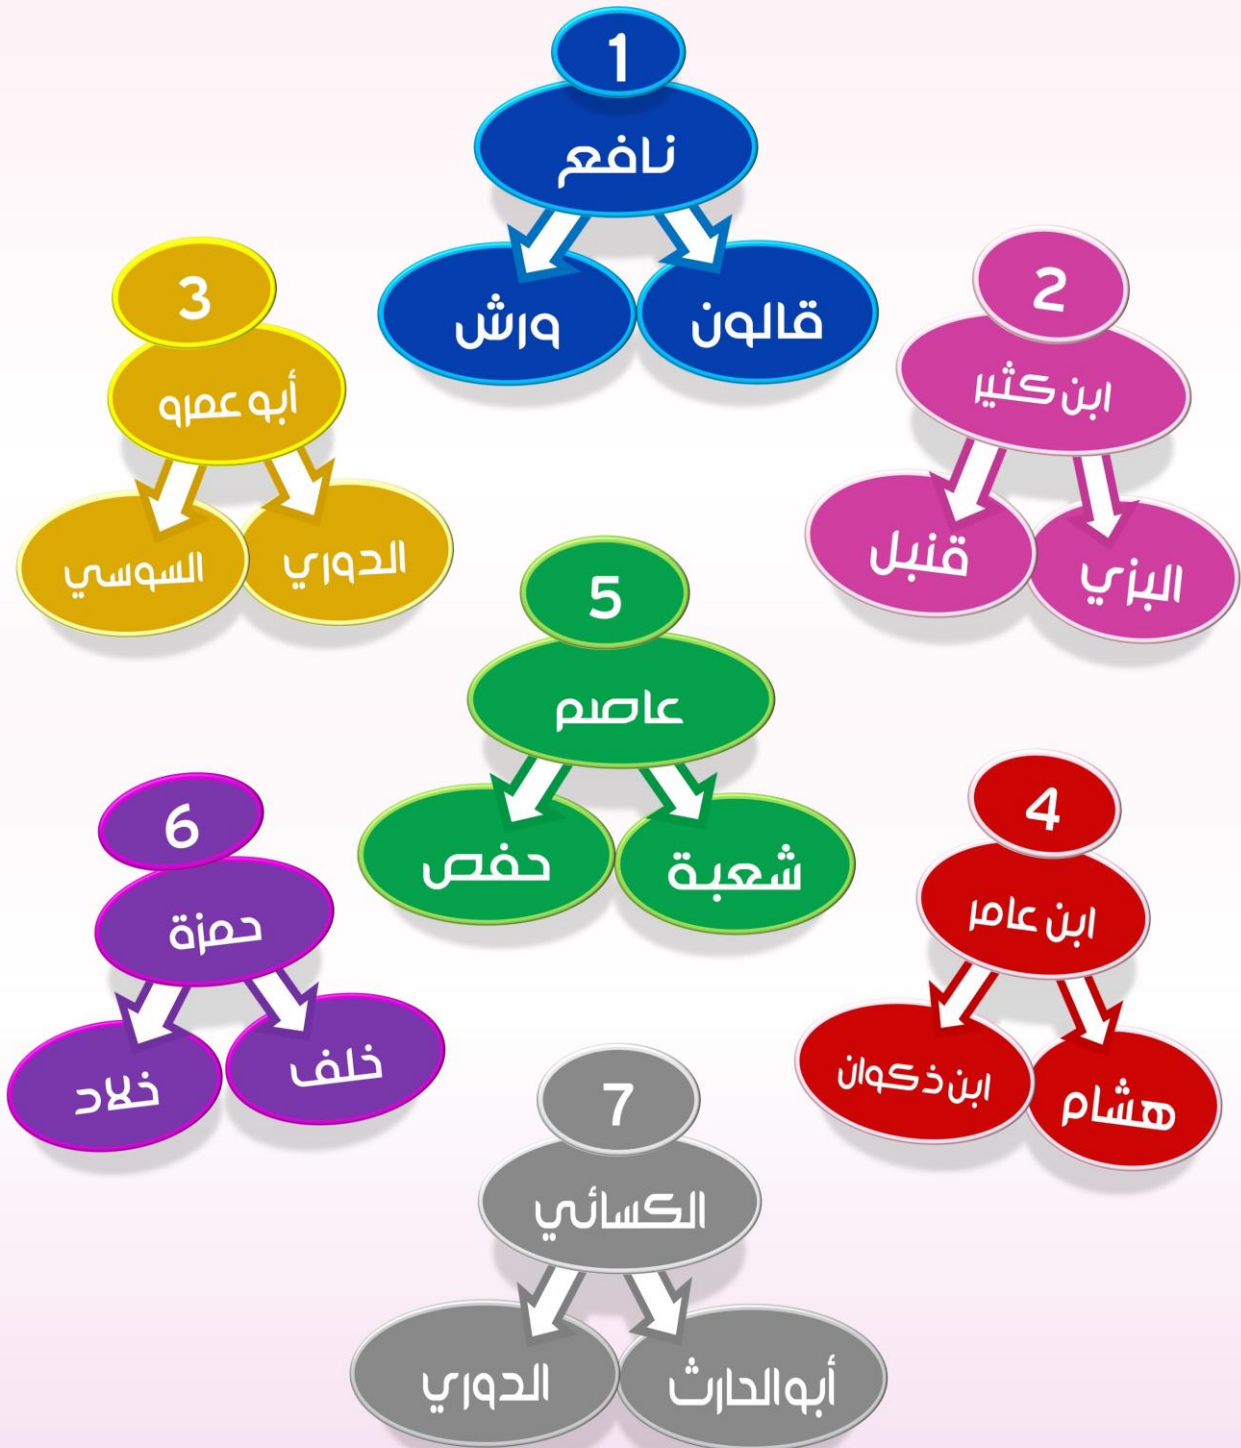 1
نافع
قالون
ورش
2
ابن كثير
البزي
قنبل
3
أبو عمرو
الدوري
السوسي
4
ابن عامر
هشام
ابن ذكوان
5
عاصم
شعبة
حفص
6
حمزة
خلف
خلاد
7
الكسائي
أبو الحارث
الدوري